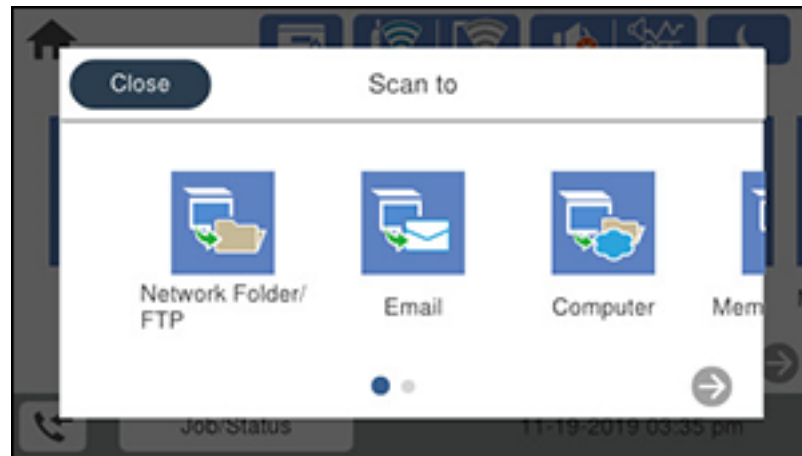 Close
Scan to
Network Folder/
FTP
Email
Computer
Mem
Job/Status
11-19-2019 03:35 pm